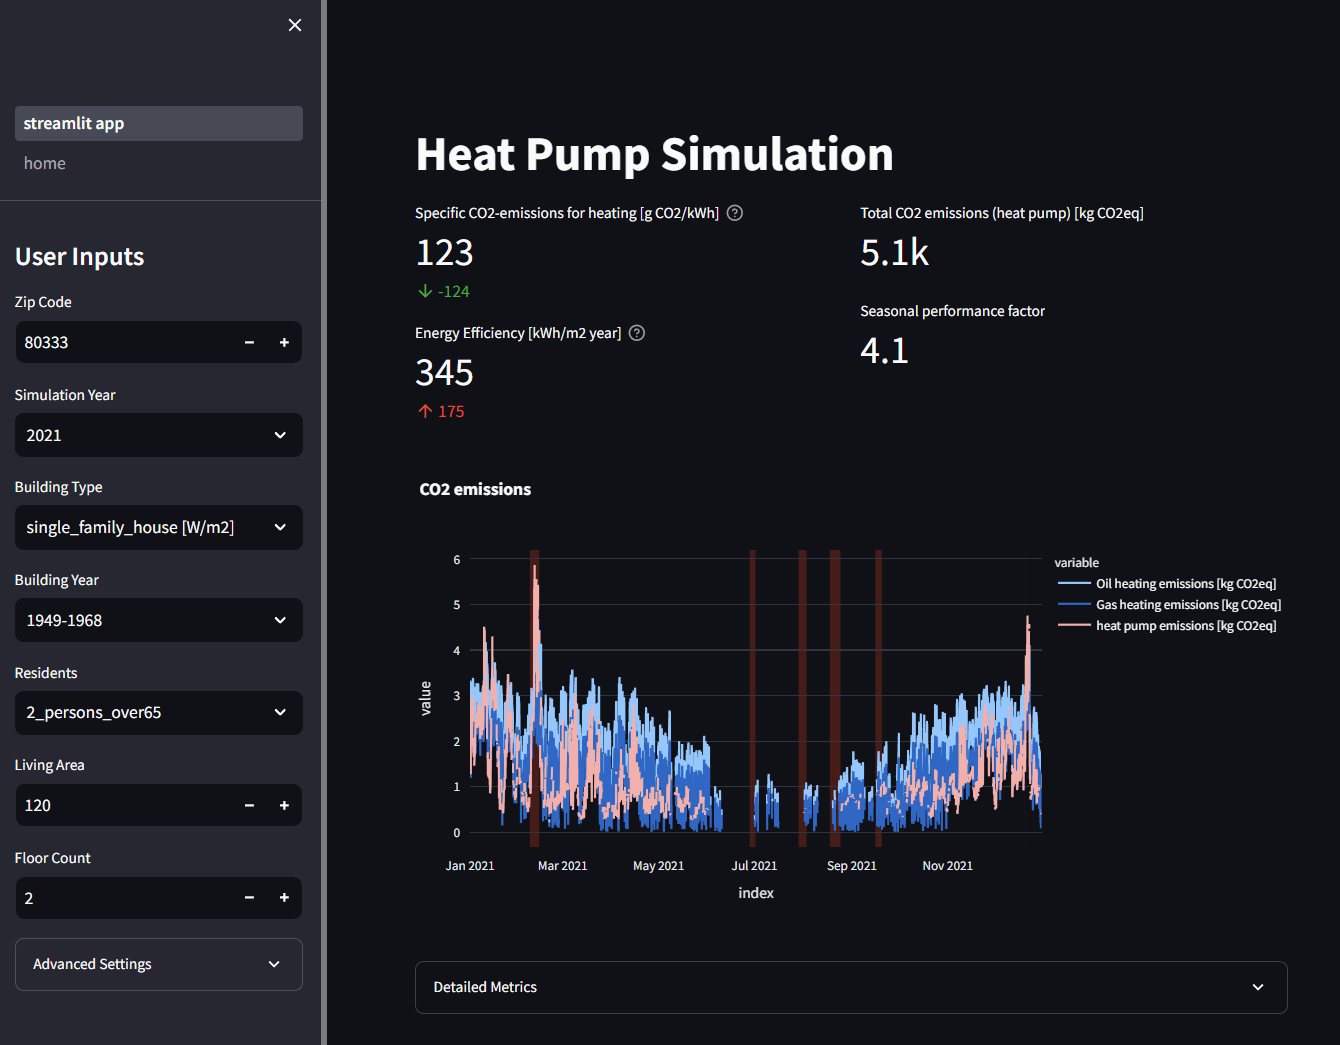 streamlit app
home
User Inputs
Zip Code
80333
Simulation Year
2021
Building Type
single_family_house [W/m2]
Building Year
1949-1968
Residents
2_persons_over65
Living Area
120
Floor Count
2
Advanced Settings
Heat Pump Simulation
Specific CO2-emissions for heating [g CO2/kWh]
123
-124
Energy Efficiency [kWh/m2 year]
345
175
Total CO2 emissions (heat pump) [kg CO2eq]
5.1k
Seasonal performance factor
4.1
CO2 emissions
6
5
4
3
2
1
0
value
Jan 2021 Mar 2021 May 2021 Jul 2021 Sep 2021 Nov 2021
index
variable
Oil heating emissions [kg CO2eq]
Gas heating emissions [kg CO2eq]
heat pump emissions [kg CO2eq]
Detailed Metrics